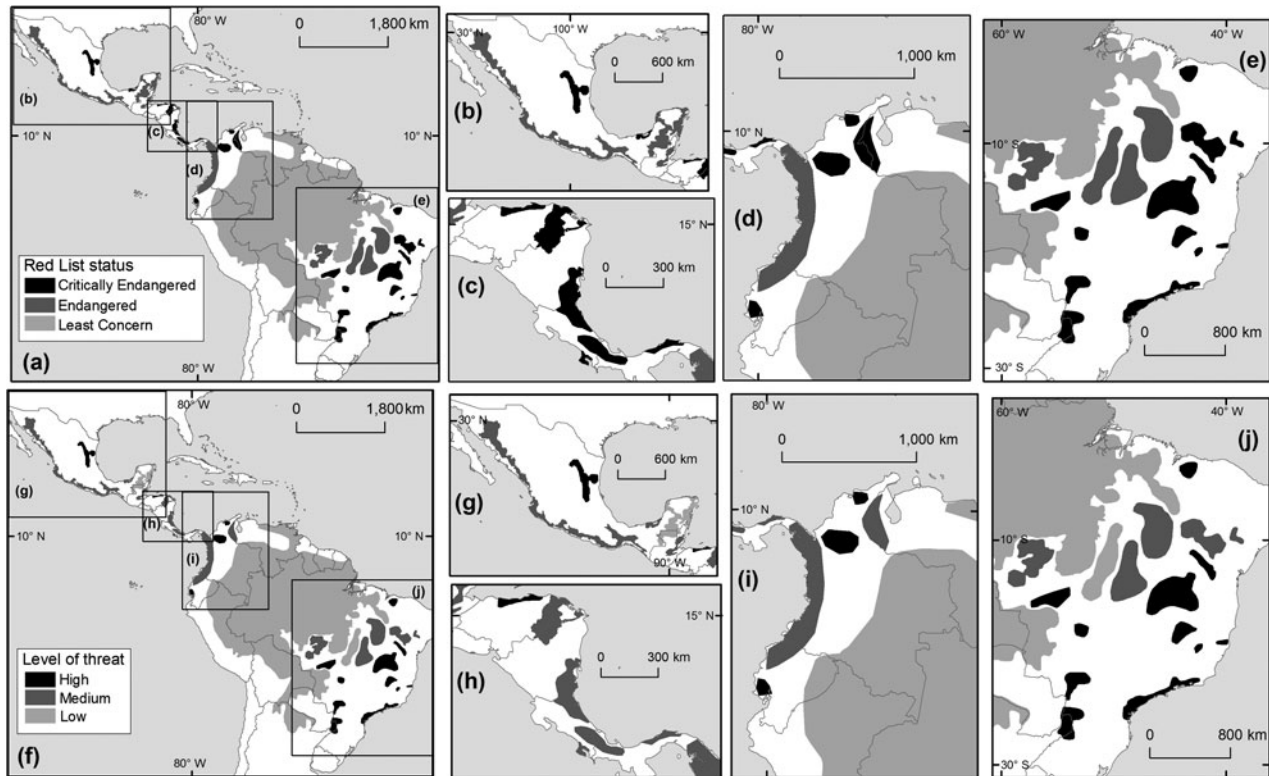 80° W
0 1,800 km
(b)
(c)
(d)
(e)
10° N
10° N
Red List status
Critically Endangered
Endangered
Least Concern
(a)
80° W
30° N
100° W
0 600 km
(b)
15° N
0 300 km
(c)
80° W
0 1,000 km
10° N
(d)
60° W
40° W
(e)
10° S
0 800 km
30° S
80° W
0 1,800 km
(g)
(h)
(i)
(j)
10° N
10° N
Level of threat
High
Medium
Low
(f)
80° W
30° N
0 600 km
(g)
90° W
15° N
0 300 km
(h)
80° W
0 1,000 km
10° N
(i)
60° W
40° W
(j)
10° S
0 800 km
30° S